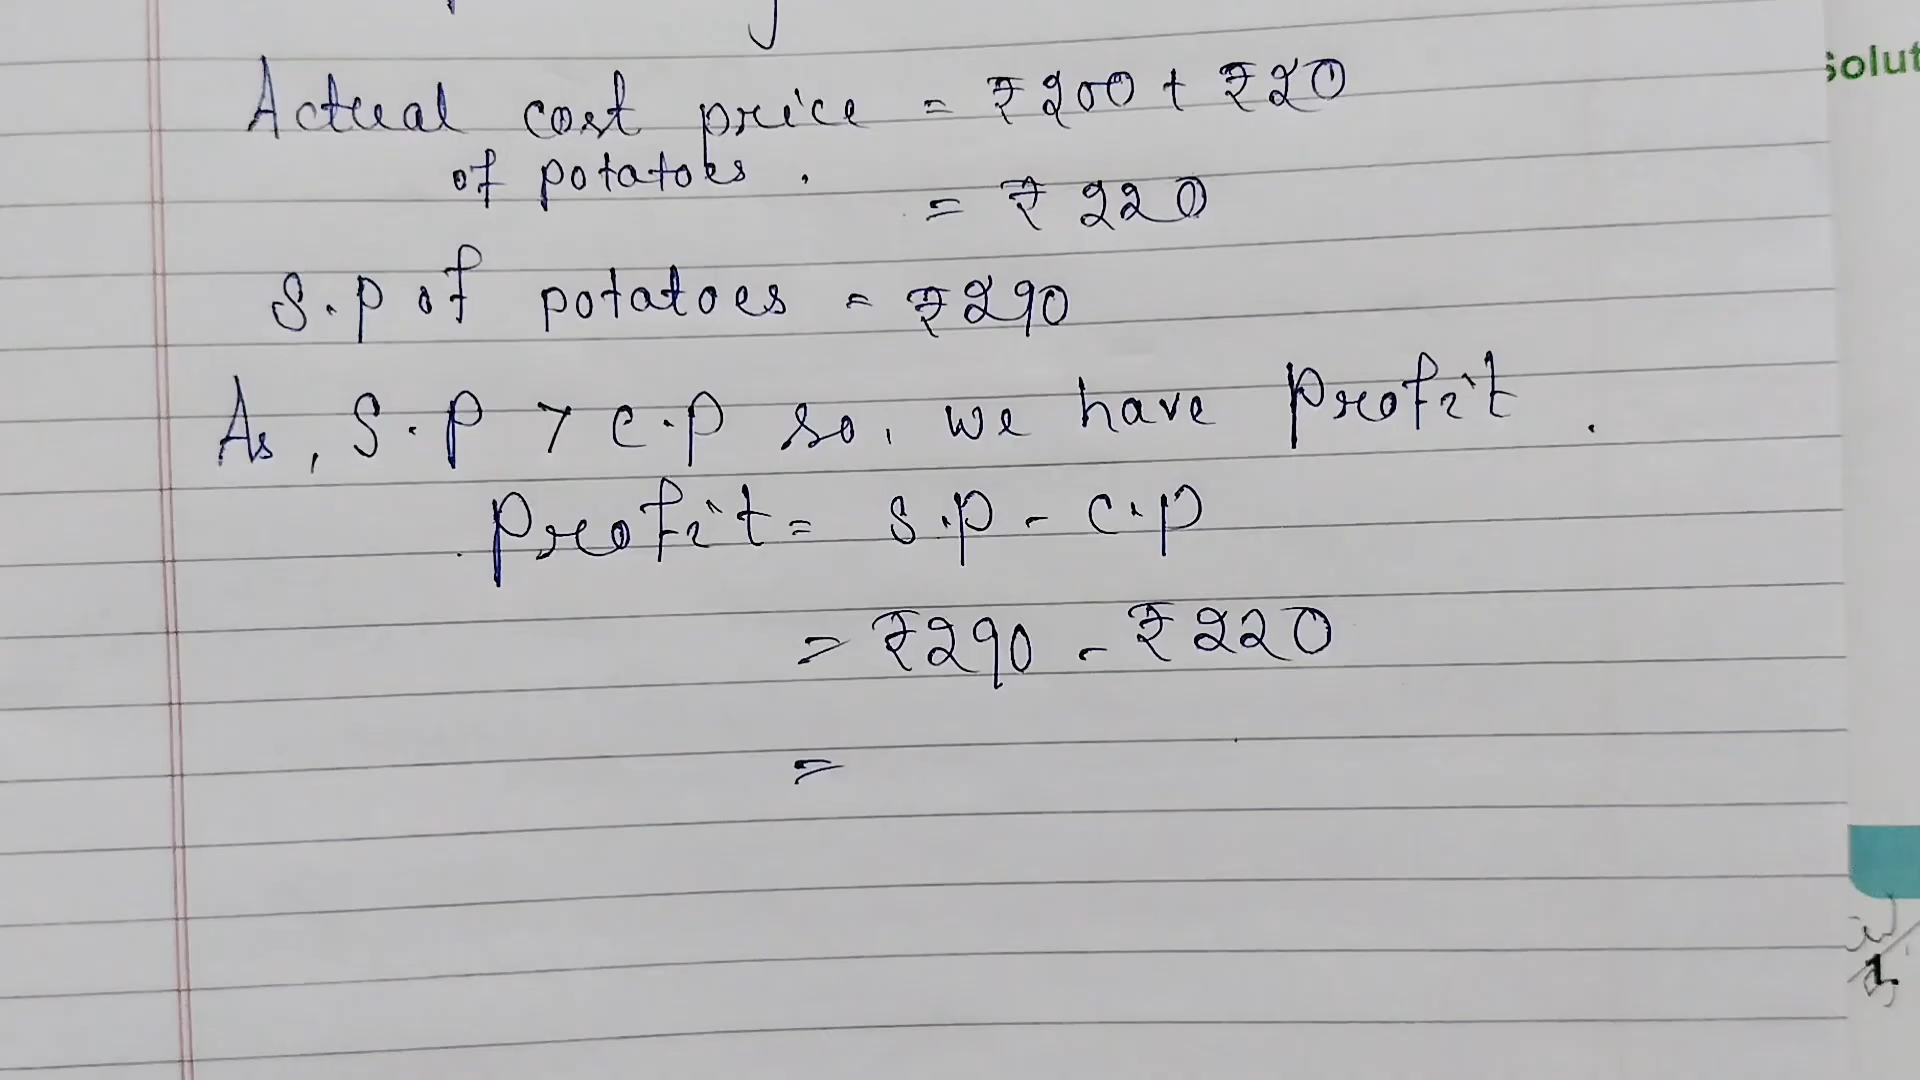 Actual cost price = ₹200 + ₹20
of potatoes.
= ₹220
S.p of potatoes = ₹290
As, S.p > c.p so, we have profit.
profit = s.p - c.p
= ₹290 - ₹220
=
Solut
1.